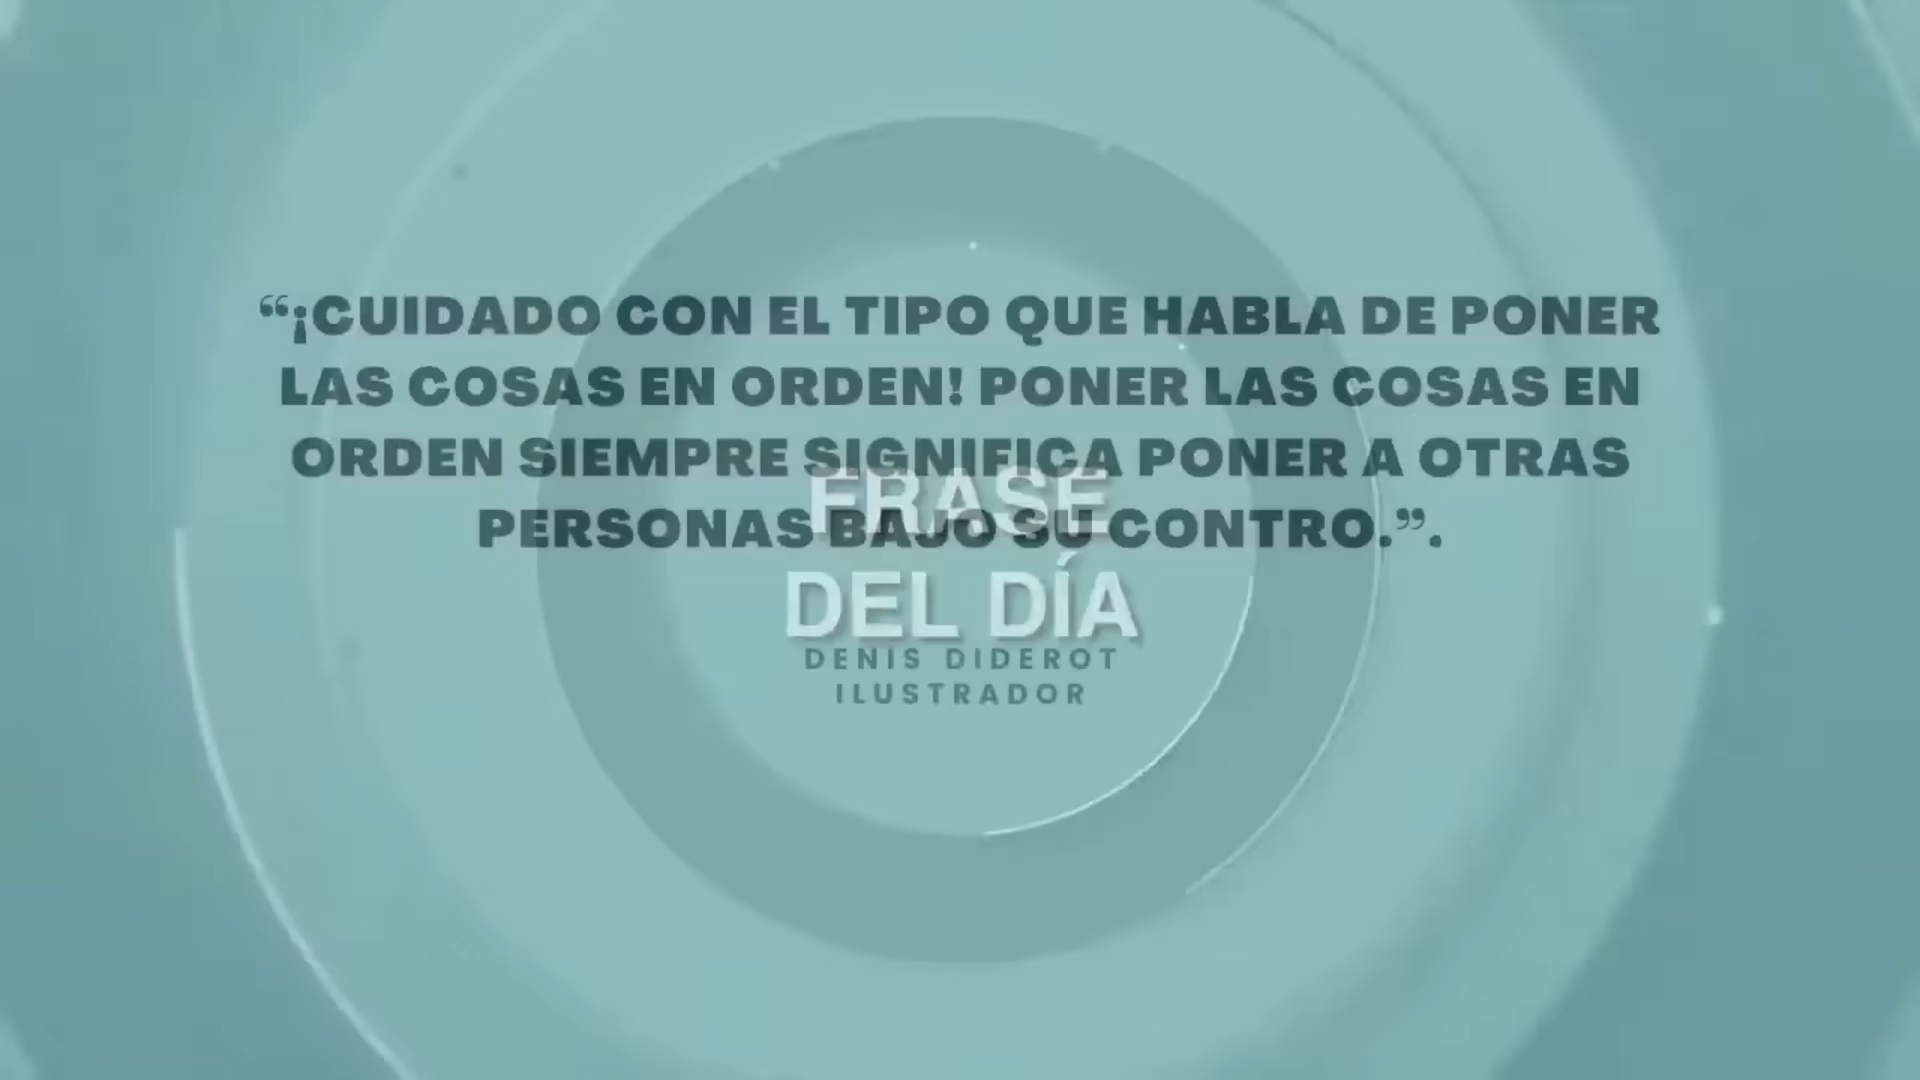 “¡CUIDADO CON EL TIPO QUE HABLA DE PONER
LAS COSAS EN ORDEN! PONER LAS COSAS EN
ORDEN SIEMPRE SIGNIFICA PONER A OTRAS
PERSONAS BAJO SU CONTRO.”.
FRASE
DEL DÍA
DENIS DIDEROT
ILUSTRADOR